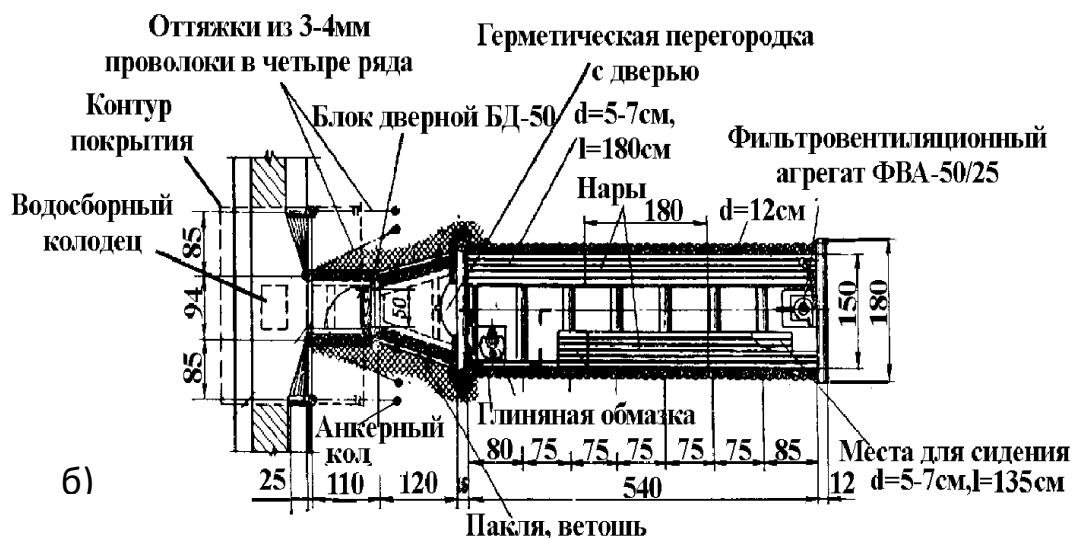 Оттяжки из 3-4мм
проволоки в четыре ряда
Герметическая перегородка
с дверью
Контур
покрытия
Блок дверной БД-50
d=5-7см,
l=180см
Фильтровентиляционный
агрегат ФВА-50/25
Водосборный
колодец
Нары
180
d=12см
85
94
85
50
150
180
Глиняная обмазка
Анкерный
кол
80
75
75
75
75
75
85
Места для сидения
d=5-7см,l=135см
б)
25
110
120
540
12
Пакля, ветошь